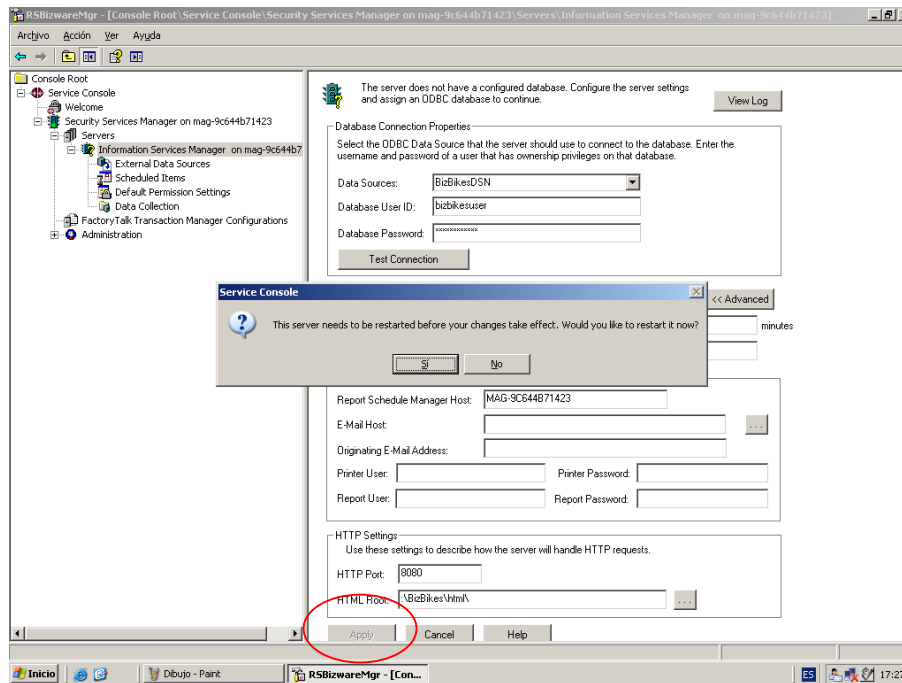 RSBizwareMgr - [Console Root\Service Console\Security Services Manager on mag-9c644b71423\Servers\Information Services Manager on mag-9c644b71423]
Archivo Acción Ver Ayuda
Console Root
Service Console
Welcome
Security Services Manager on mag-9c644b71423
Servers
Information Services Manager on mag-9c644b7
External Data Sources
Scheduled Items
Default Permission Settings
Data Collection
FactoryTalk Transaction Manager Configurations
Administration
The server does not have a configured database. Configure the server settings
and assign an ODBC database to continue.
View Log
Database Connection Properties
Select the ODBC Data Source that the server should use to connect to the database. Enter the
username and password of a user that has ownership privileges on that database.
Data Sources: BizBikesDSN
Database User ID: bizbikesuser
Database Password: xxxxxxxxxxxx
Test Connection
<< Advanced
minutes
Service Console
This server needs to be restarted before your changes take effect. Would you like to restart it now?
Sí No
Report Schedule Manager Host: MAG-9C644B71423
E-Mail Host: ...
Originating E-Mail Address:
Printer User: Printer Password:
Report User: Report Password:
HTTP Settings
Use these settings to describe how the server will handle HTTP requests.
HTTP Port: 8080
HTML Root: :\BizBikes\html\ ...
Apply Cancel Help
Inicio Dibujo - Paint RSBizwareMgr - [Con... ES 17:27